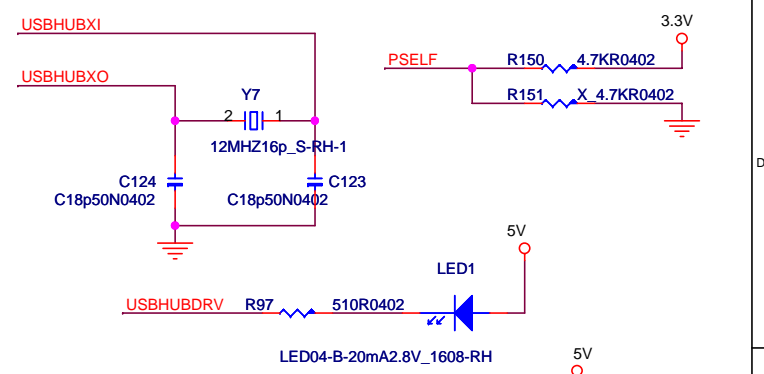 USBHUBXI
3.3V
PSELF
R150
4.7KR0402
USBHUBXO
R151
X_4.7KR0402
Y7
2
1
12MHZ16p_S-RH-1
D
C124
C123
C18p50N0402
C18p50N0402
5V
LED1
USBHUBDRV
R97
510R0402
LED04-B-20mA2.8V_1608-RH
5V